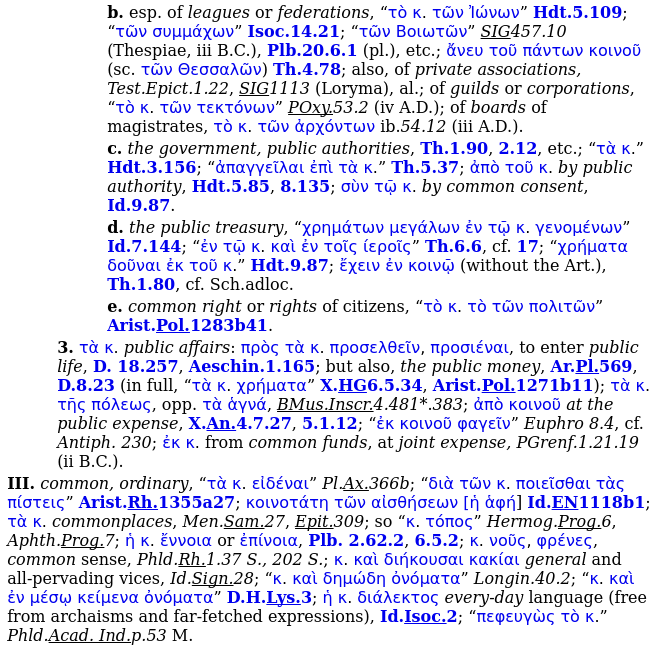 b. esp. of leagues or federations, “τὸ κ. τῶν Ἰώνων” Hdt.5.109;
“τῶν συμμάχων” Isoc.14.21; “τῶν Βοιωτῶν” SIG457.10
(Thespiae, iii B.C.), Plb.20.6.1 (pl.), etc.; ἄνευ τοῦ πάντων κοινοῦ
(sc. τῶν Θεσσαλῶν) Th.4.78; also, of private associations,
Test.Epict.1.22, SIG1113 (Loryma), al.; of guilds or corporations,
“τὸ κ. τῶν τεκτόνων” POxy.53.2 (iv A.D.); of boards of
magistrates, τὸ κ. τῶν ἀρχόντων ib.54.12 (iii A.D.).
c. the government, public authorities, Th.1.90, 2.12, etc.; “τὰ κ.”
Hdt.3.156; “ἀπαγγεῖλαι ἐπὶ τὰ κ.” Th.5.37; ἀπὸ τοῦ κ. by public
authority, Hdt.5.85, 8.135; σὺν τῷ κ. by common consent,
Id.9.87.
d. the public treasury, “χρημάτων μεγάλων ἐν τῷ κ. γενομένων”
Id.7.144; “ἐν τῷ κ. καὶ ἐν τοῖς ἱεροῖς” Th.6.6, cf. 17; “χρήματα
δοῦναι ἐκ τοῦ κ.” Hdt.9.87; ἔχειν ἐν κοινῷ (without the Art.),
Th.1.80, cf. Sch.adloc.
e. common right or rights of citizens, “τὸ κ. τὸ τῶν πολιτῶν”
Arist.Pol.1283b41.
3. τὰ κ. public affairs: πρὸς τὰ κ. προσελθεῖν, προσιέναι, to enter public
life, D. 18.257, Aeschin.1.165; but also, the public money, Ar.Pl.569,
D.8.23 (in full, “τὰ κ. χρήματα” X.HG6.5.34, Arist.Pol.1271b11); τὰ κ.
τῆς πόλεως, opp. τὰ ἁγνά, BMus.Inscr.4.481*.383; ἀπὸ κοινοῦ at the
public expense, X.An.4.7.27, 5.1.12; “ἐκ κοινοῦ φαγεῖν” Euphro 8.4, cf.
Antiph. 230; ἐκ κ. from common funds, at joint expense, PGrenf.1.21.19
(ii B.C.).
III. common, ordinary, “τὰ κ. εἰδέναι” Pl.Ax.366b; “διὰ τῶν κ. ποιεῖσθαι τὰς
πίστεις” Arist.Rh.1355a27; κοινοτάτη τῶν αἰσθήσεων [ἡ ἁφή] Id.EN1118b1;
τὰ κ. commonplaces, Men.Sam.27, Epit.309; so “κ. τόπος” Hermog.Prog.6,
Aphth.Prog.7; ἡ κ. ἔννοια or ἐπίνοια, Plb. 2.62.2, 6.5.2; κ. νοῦς, φρένες,
common sense, Phld.Rh.1.37 S., 202 S.; κ. καὶ διήκουσαι κακίαι general and
all-pervading vices, Id.Sign.28; “κ. καὶ δημώδη ὀνόματα” Longin.40.2; “κ. καὶ
ἐν μέσῳ κείμενα ὀνόματα” D.H.Lys.3; ἡ κ. διάλεκτος every-day language (free
from archaisms and far-fetched expressions), Id.Isoc.2; “πεφευγὼς τὸ κ.”
Phld.Acad. Ind.p.53 M.